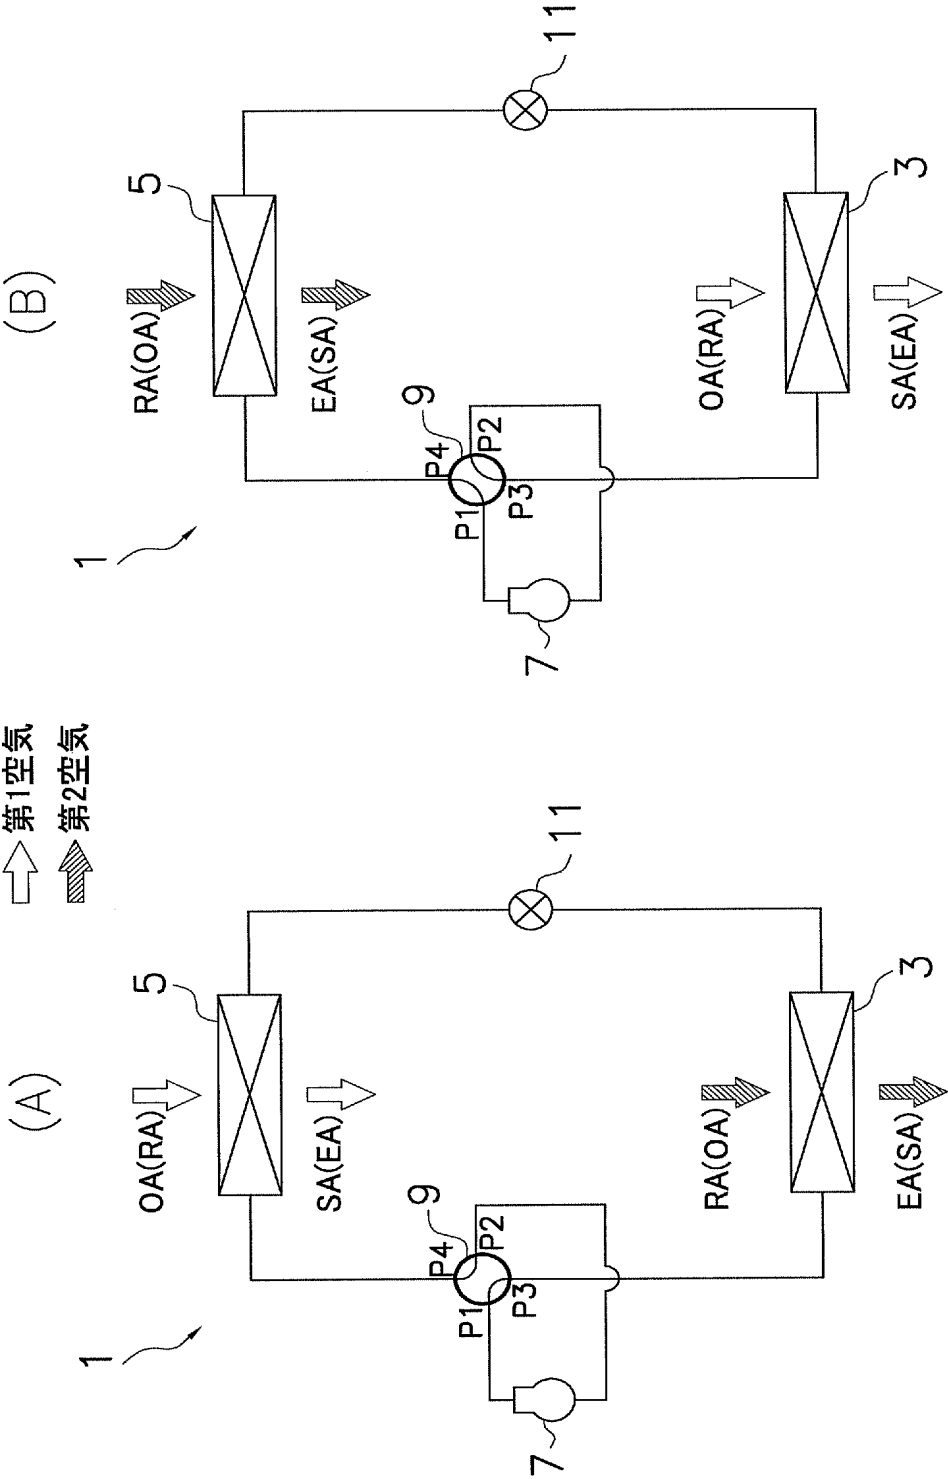 第1空気
第2空気
(A)
1
OA(RA)
5
SA(EA)
9
P4
P2
P1
P3
7
11
RA(OA)
3
EA(SA)
(B)
1
RA(OA)
5
EA(SA)
9
P4
P2
P1
P3
7
11
OA(RA)
3
SA(EA)